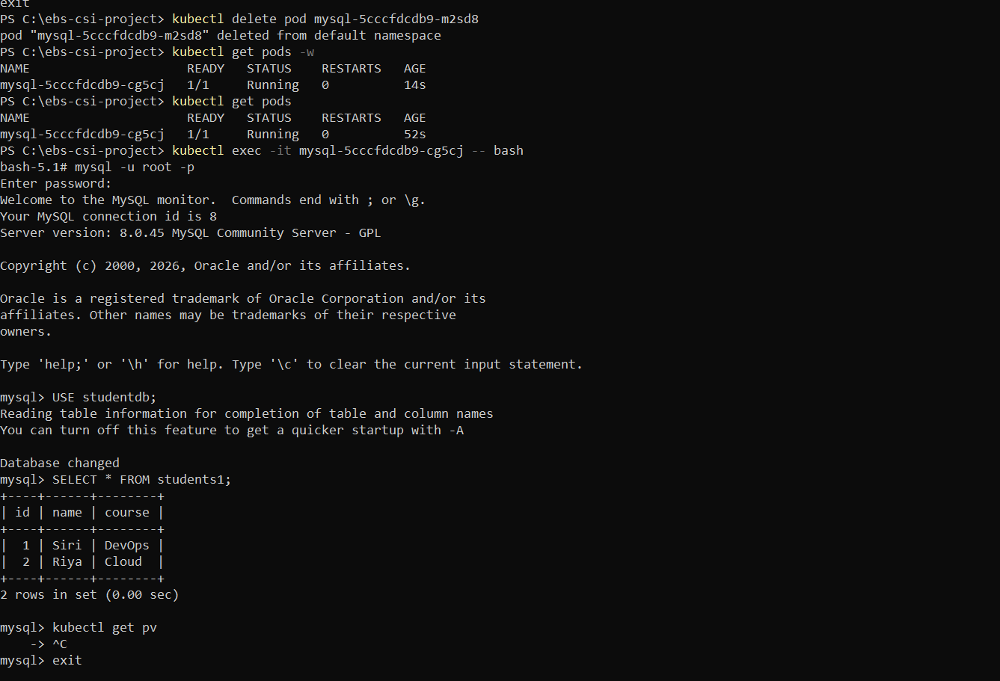 exit
PS C:\ebs-csi-project> kubectl delete pod mysql-5cccfdcdb9-m2sd8
pod "mysql-5cccfdcdb9-m2sd8" deleted from default namespace
PS C:\ebs-csi-project> kubectl get pods -w
NAME                     READY   STATUS    RESTARTS   AGE
mysql-5cccfdcdb9-cg5cj   1/1     Running   0          14s
PS C:\ebs-csi-project> kubectl get pods
NAME                     READY   STATUS    RESTARTS   AGE
mysql-5cccfdcdb9-cg5cj   1/1     Running   0          52s
PS C:\ebs-csi-project> kubectl exec -it mysql-5cccfdcdb9-cg5cj -- bash
bash-5.1# mysql -u root -p
Enter password:
Welcome to the MySQL monitor.  Commands end with ; or \g.
Your MySQL connection id is 8
Server version: 8.0.45 MySQL Community Server - GPL

Copyright (c) 2000, 2026, Oracle and/or its affiliates.

Oracle is a registered trademark of Oracle Corporation and/or its
affiliates. Other names may be trademarks of their respective
owners.

Type 'help;' or '\h' for help. Type '\c' to clear the current input statement.

mysql> USE studentdb;
Reading table information for completion of table and column names
You can turn off this feature to get a quicker startup with -A

Database changed
mysql> SELECT * FROM students1;
+----+------+--------+
| id | name | course |
+----+------+--------+
|  1 | Siri | DevOps |
|  2 | Riya | Cloud  |
+----+------+--------+
2 rows in set (0.00 sec)

mysql> kubectl get pv
    -> ^C
mysql> exit